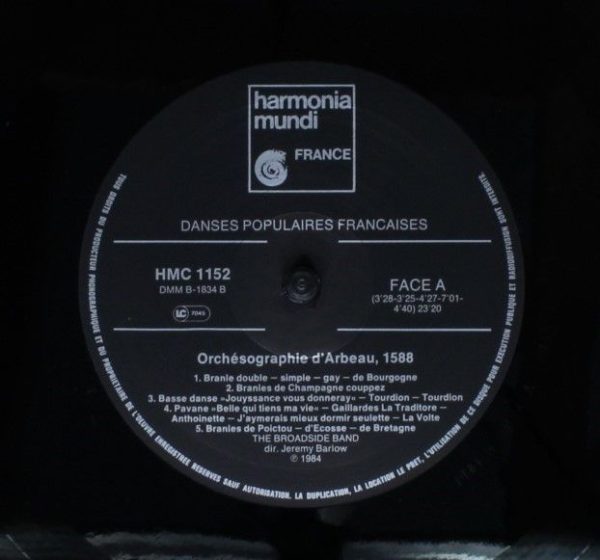 harmonia
mundi
FRANCE
DANSES POPULAIRES FRANCAISES
HMC 1152
DMM B-1834 B
LC 7045
FACE A
(3'28-3'25-4'27-7'01-
4'40) 23'20
Orchésographie d'Arbeau, 1588
1. Branle double – simple – gay – de Bourgogne
2. Branles de Champagne couppez
3. Basse danse »Jouyssance vous donneray« – Tourdion – Tourdion
4. Pavane »Belle qui tiens ma vie« – Gaillardes La Traditore –
Anthoinette – J'aymerais mieux dormir seulette – La Volte
5. Branles de Poictou – d'Ecosse – de Bretagne
THE BROADSIDE BAND
dir. Jeremy Barlow
℗ 1984
TOUS DROITS DU PRODUCTEUR PHONOGRAPHIQUE ET DU PROPRIETAIRE DE L'ŒUVRE ENREGISTREE RESERVES SAUF AUTORISATION. LA DUPLICATION, LA LOCATION LE PRÊT, L'UTILISATION DE CE DISQUE POUR EXECUTION PUBLIQUE ET RADIODIFFUSION SONT INTERDITS.